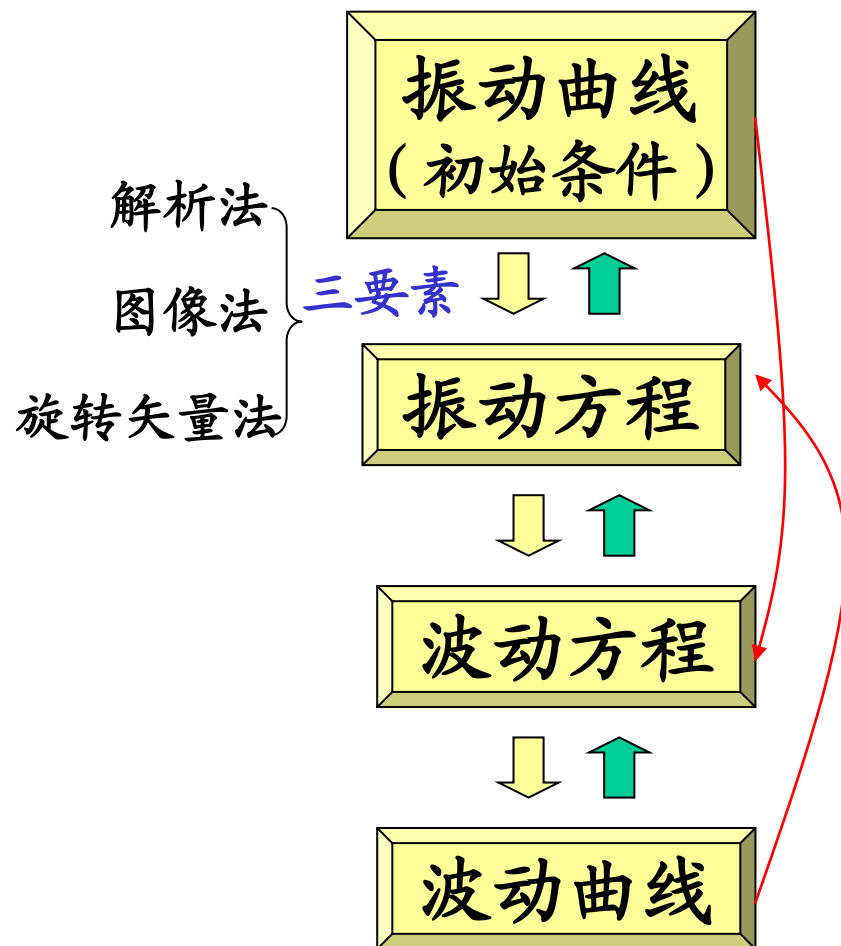 振动曲线
(初始条件)
解析法
图像法
旋转矢量法
三要素
振动方程
波动方程
波动曲线